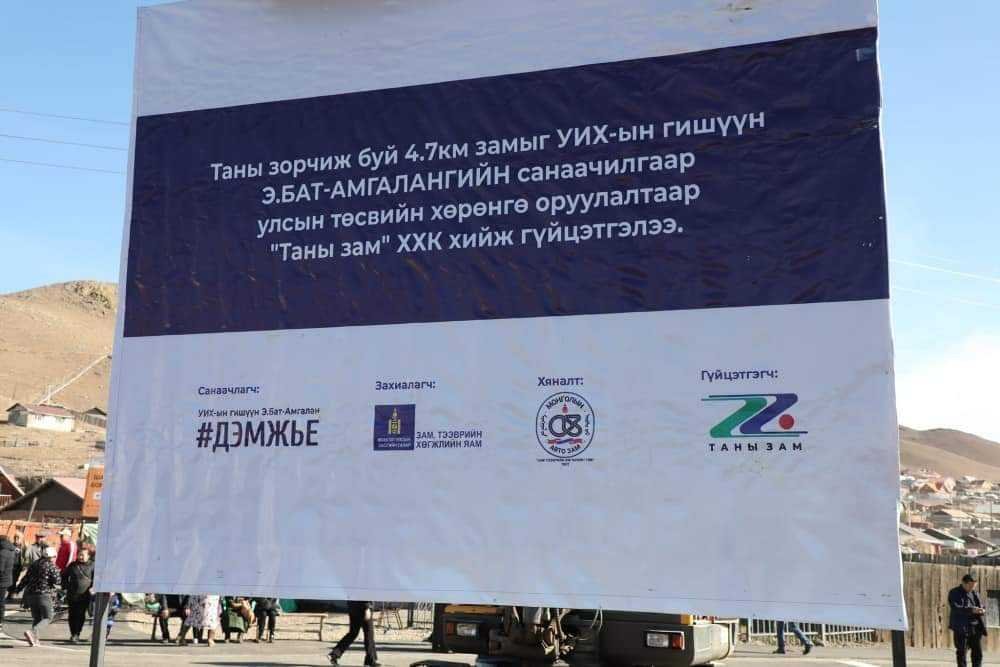 Таны зорчиж буй 4.7км замыг УИХ-ын гишүүн
Э.БАТ-АМГАЛАНГИЙН санаачилгаар
улсын төсвийн хөрөнгө оруулалтаар
"Таны зам" ХХК хийж гүйцэтгэлээ.
Санаачлагч:
УИХ-ын гишүүн Э.Бат-Амгалан
#ДЭМЖЬЕ
Захиалагч:
ЗАМ, ТЭЭВРИЙН
ХӨГЖЛИЙН ЯАМ
Хяналт:
МОНГОЛЫН
АВТО ЗАМ
Гүйцэтгэгч:
ТАНЫ ЗАМ